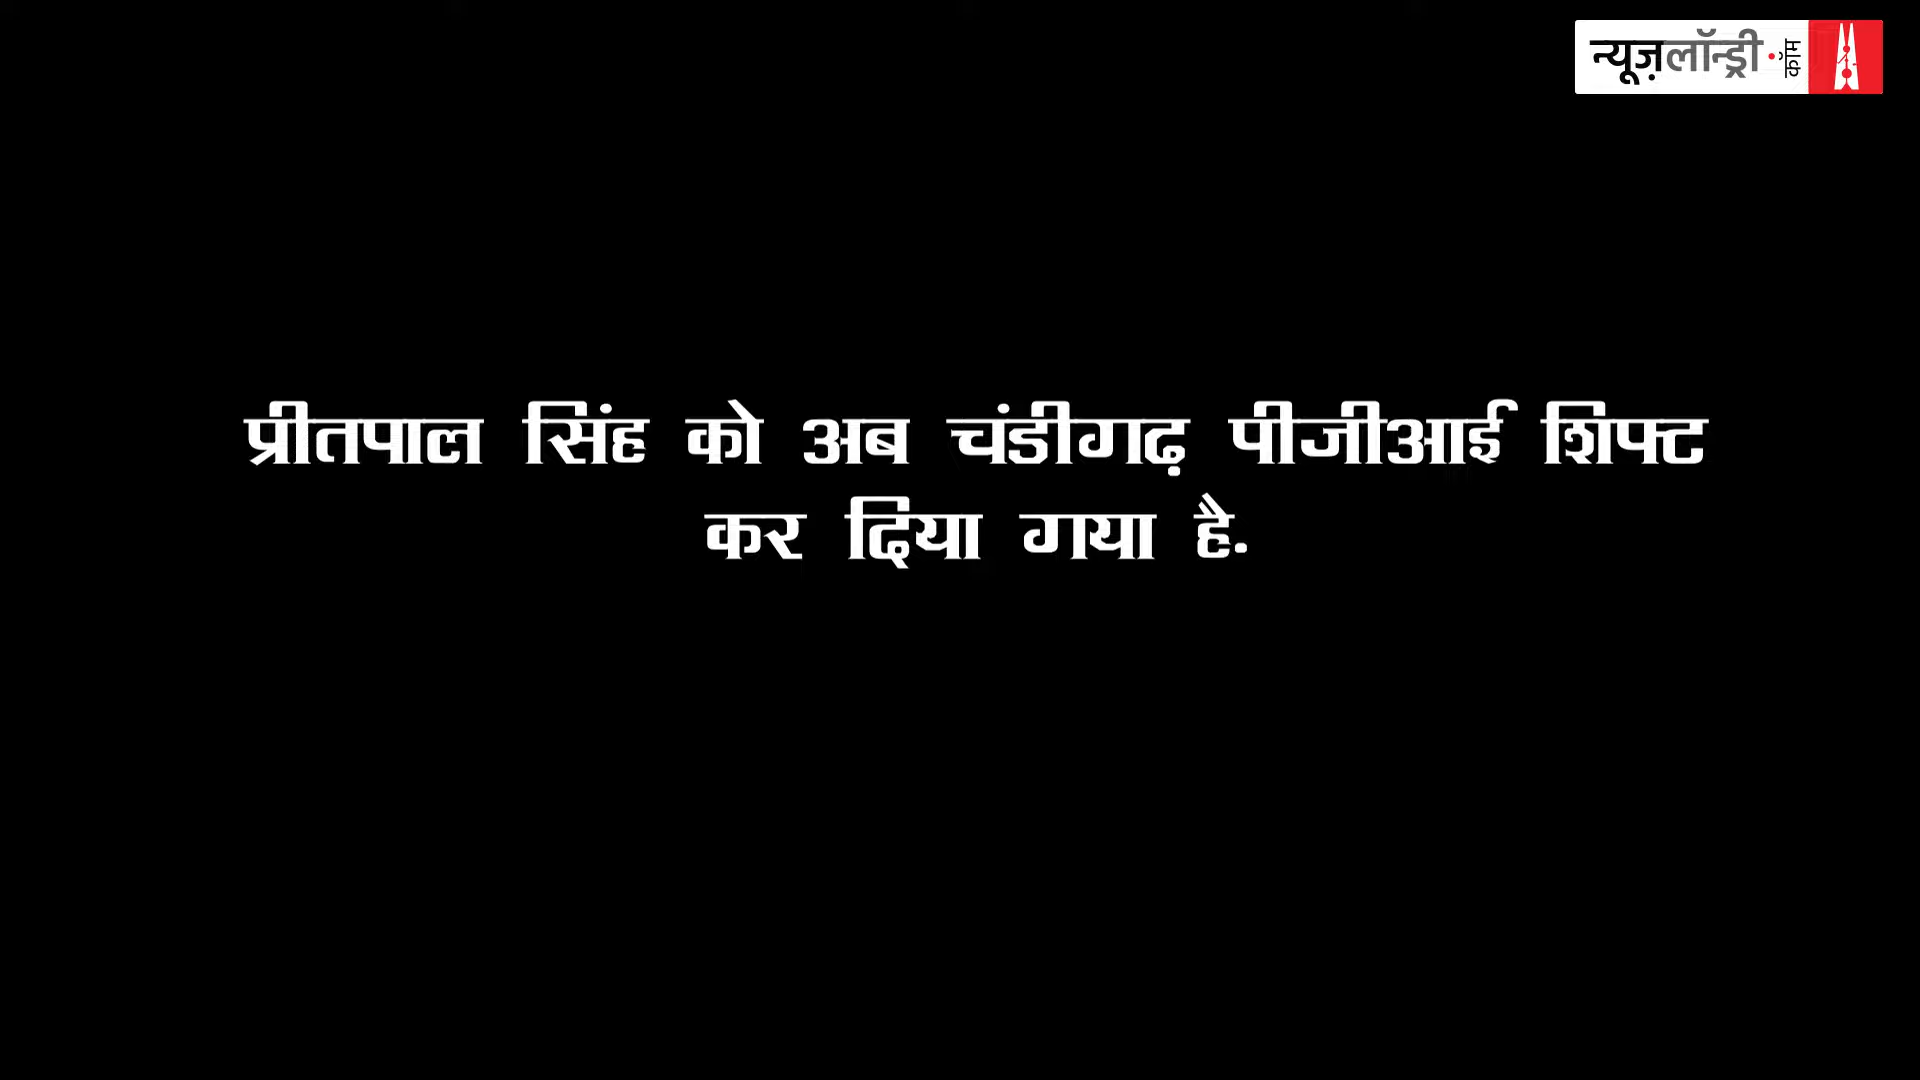 न्यूज़लॉन्ड्री.कॉम
प्रीतपाल सिंह को अब चंडीगढ़ पीजीआई शिफ्ट
कर दिया गया है.